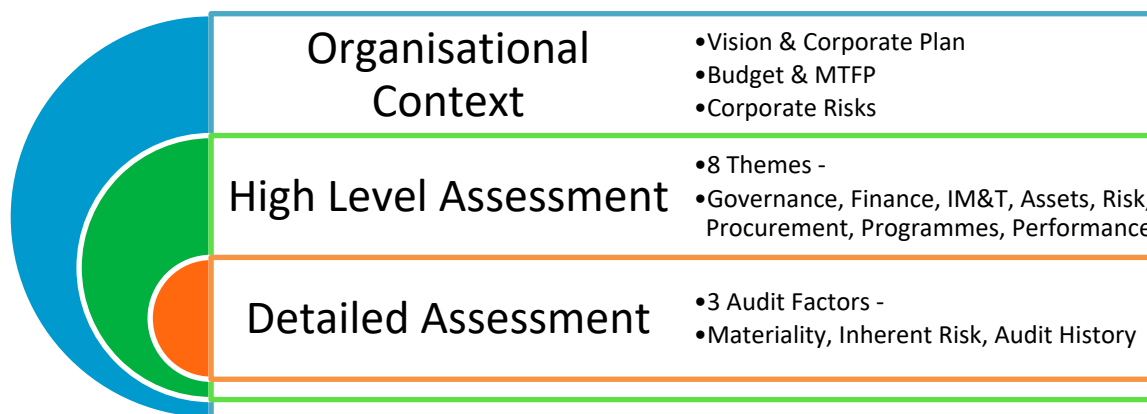 Organisational
Context
•Vision & Corporate Plan
•Budget & MTFP
•Corporate Risks
High Level Assessment
•8 Themes -
•Governance, Finance, IM&T, Assets, Risk,
Procurement, Programmes, Performance
Detailed Assessment
•3 Audit Factors -
•Materiality, Inherent Risk, Audit History